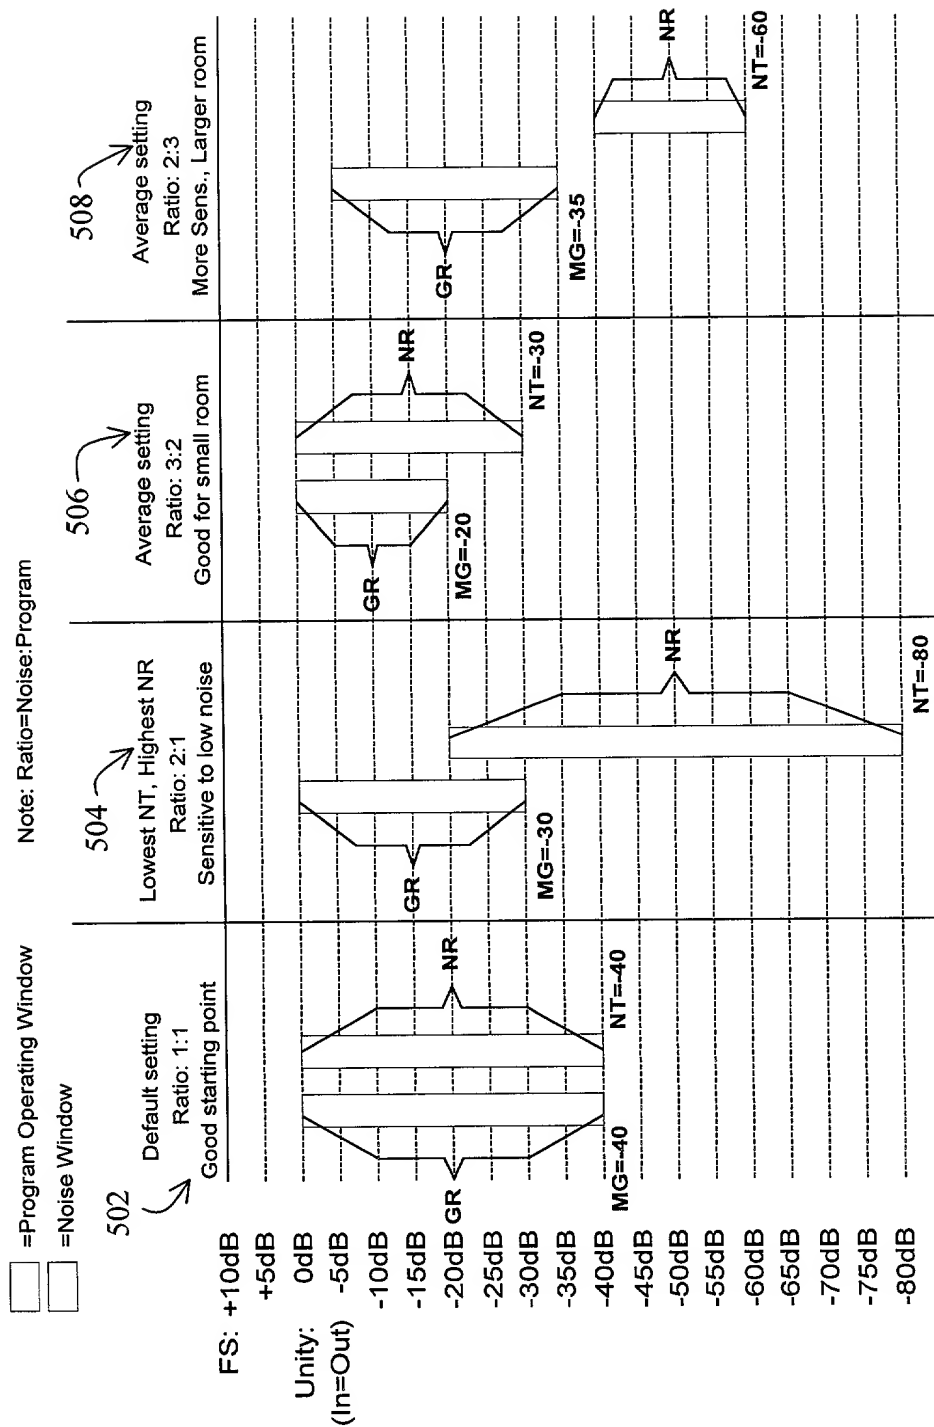 =Program Operating Window
=Noise Window
Note: Ratio=Noise:Program
502
Default setting
Ratio: 1:1
Good starting point
504
Lowest NT, Highest NR
Ratio: 2:1
Sensitive to low noise
506
Average setting
Ratio: 3:2
Good for small room
508
Average setting
Ratio: 2:3
More Sens., Larger room
FS: +10dB
+5dB
Unity: 0dB
(In=Out) -5dB
-10dB
-15dB
-20dB
-25dB
-30dB
-35dB
-40dB
-45dB
-50dB
-55dB
-60dB
-65dB
-70dB
-75dB
-80dB
GR
NR
MG=-40
NT=-40
GR
MG=-30
NR
NT=-80
GR
MG=-20
NR
NT=-30
GR
MG=-35
NR
NT=-60